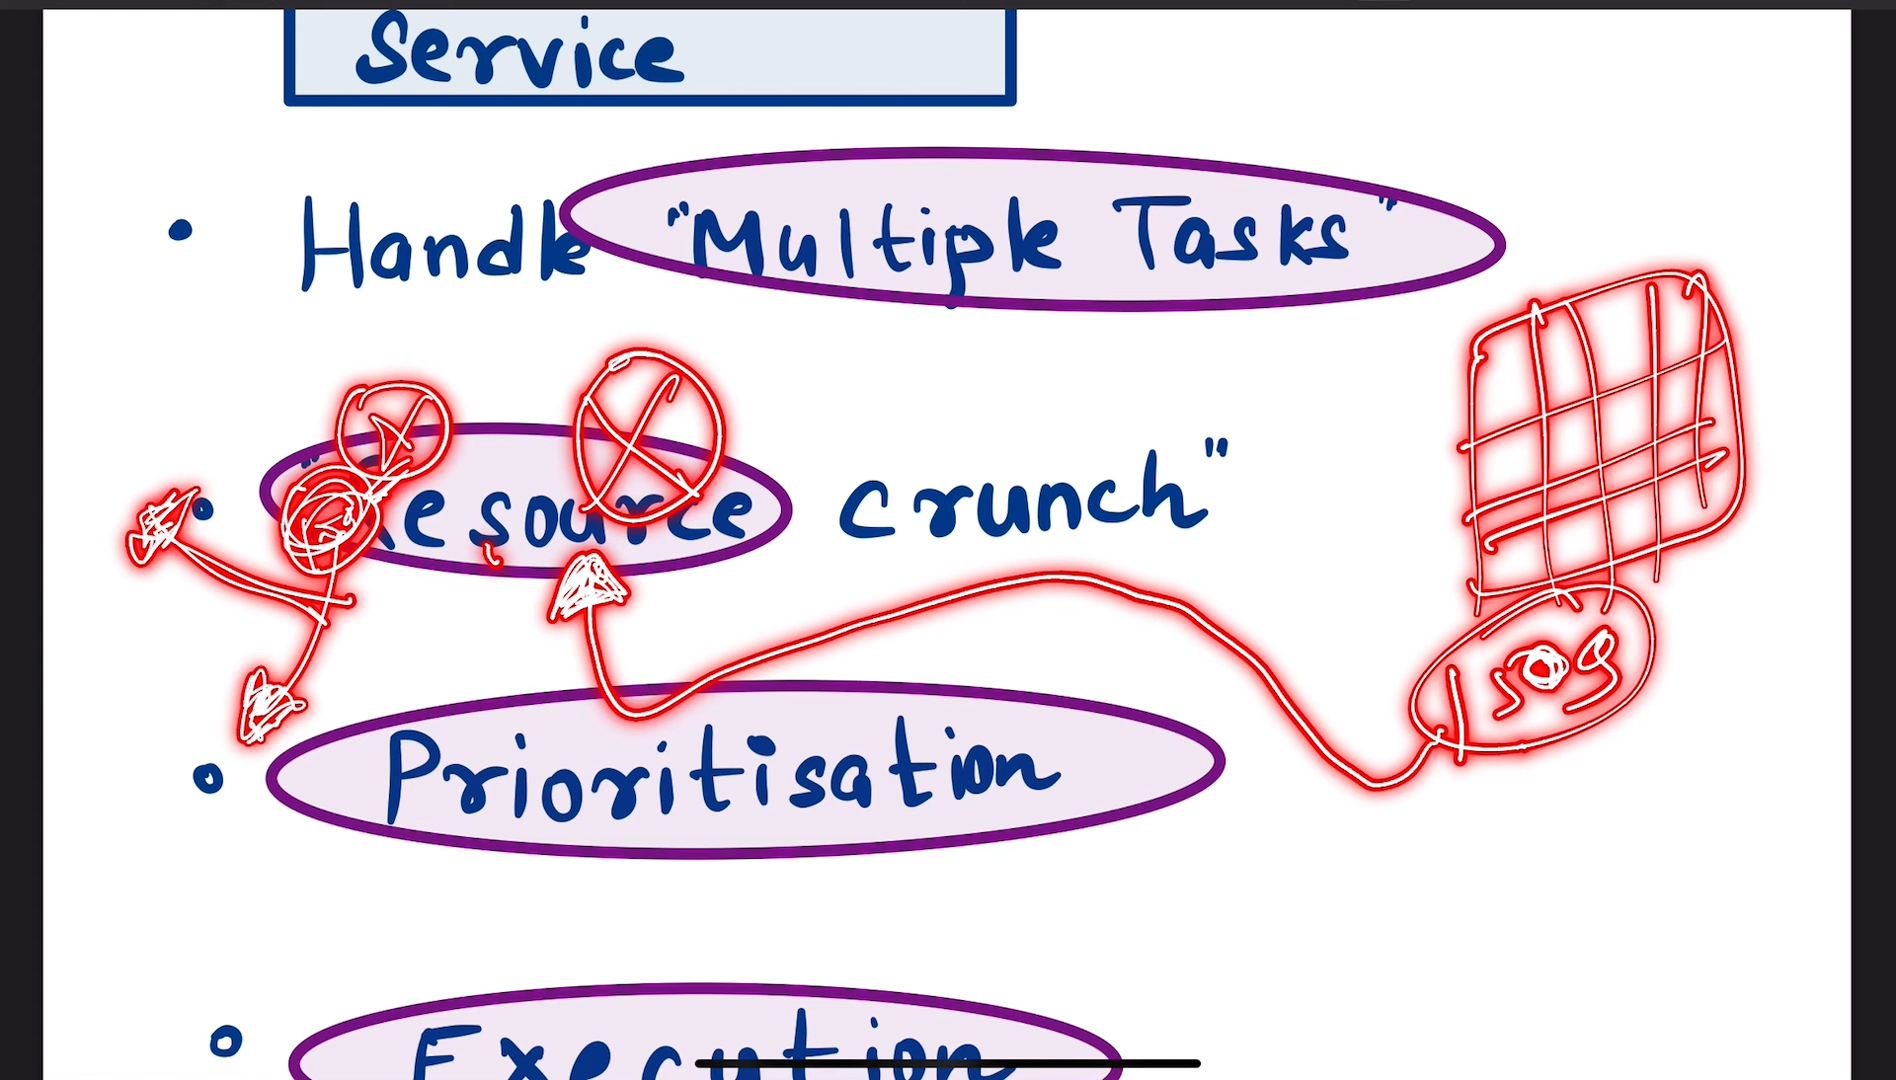 Service
• Handle "Multiple Tasks"
• "Resource crunch"
• Prioritisation
• Execution